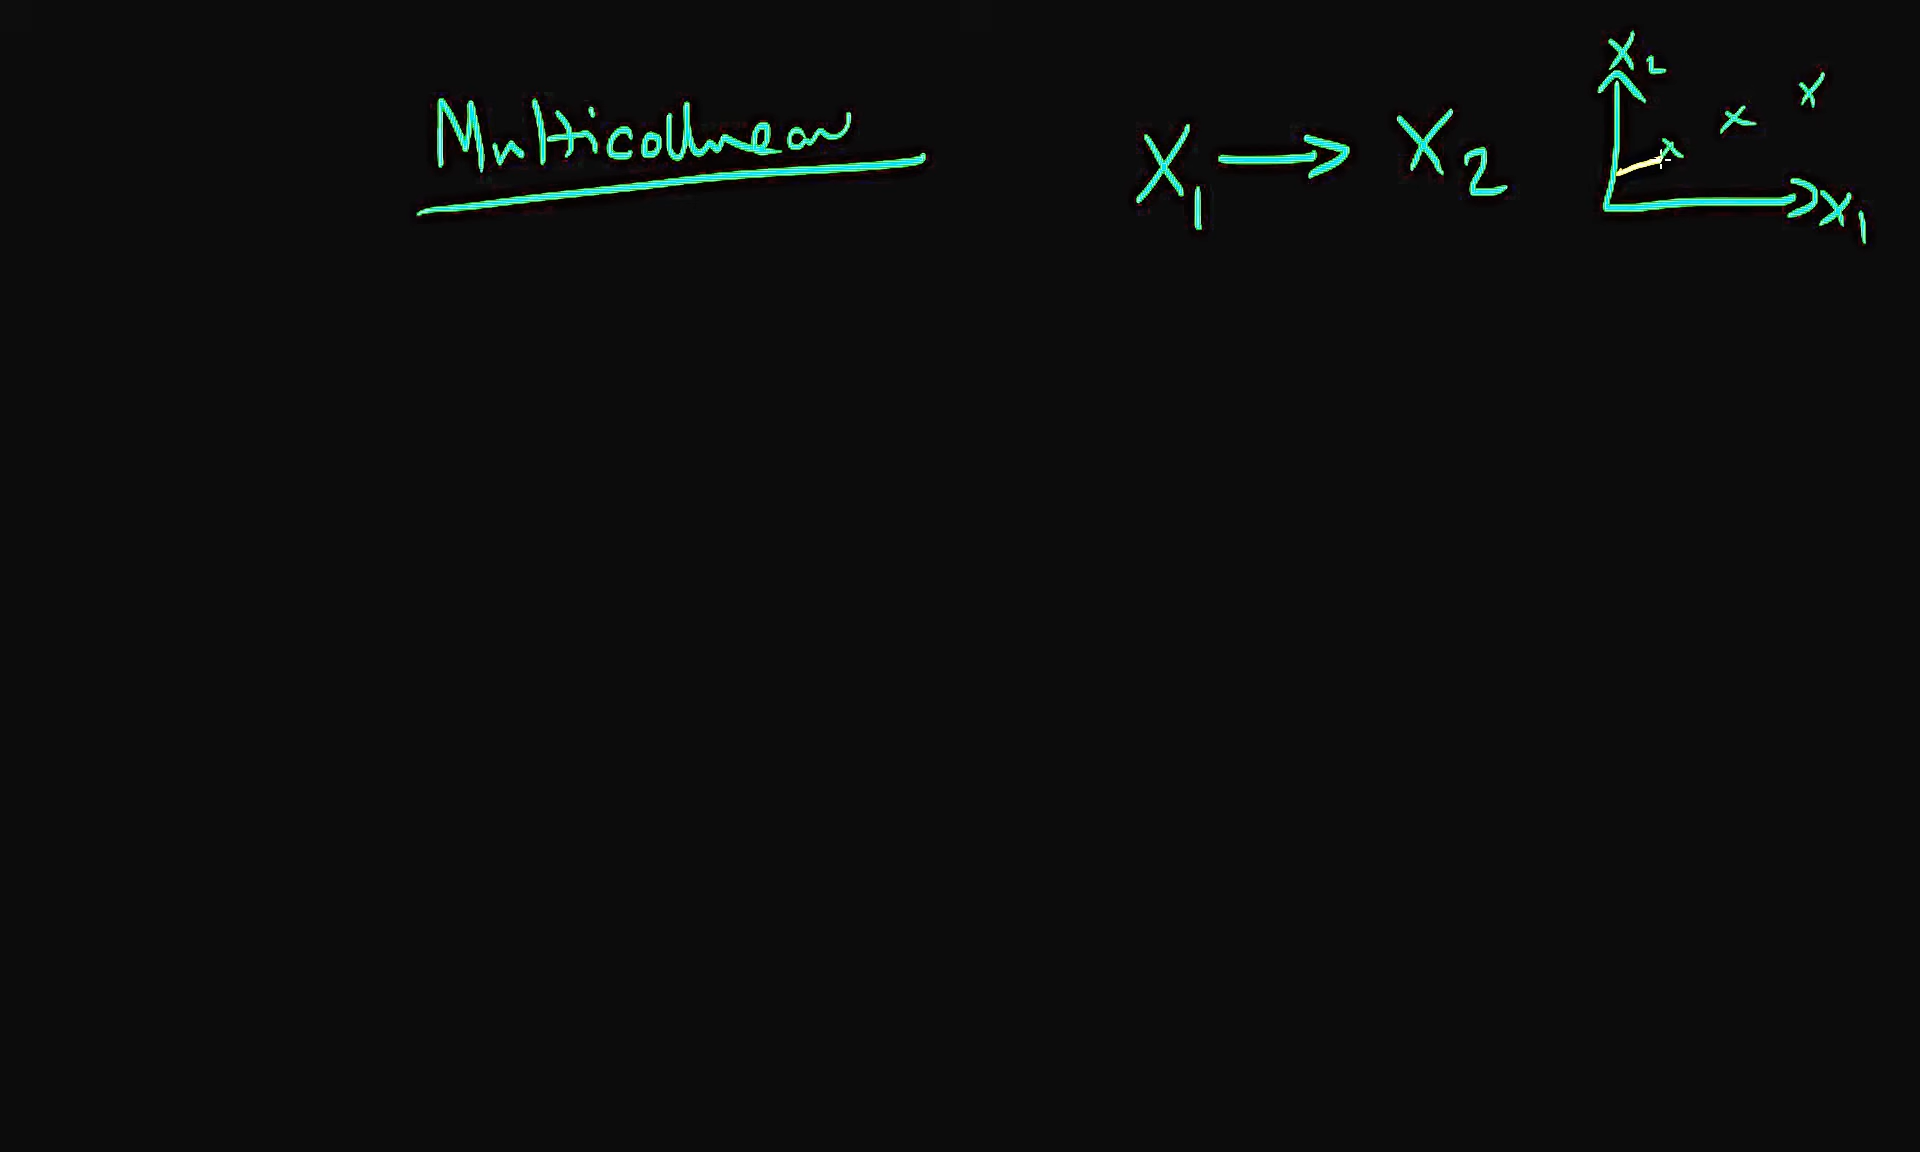 Multicollinear
X1 → X2
X2
x x x
X1